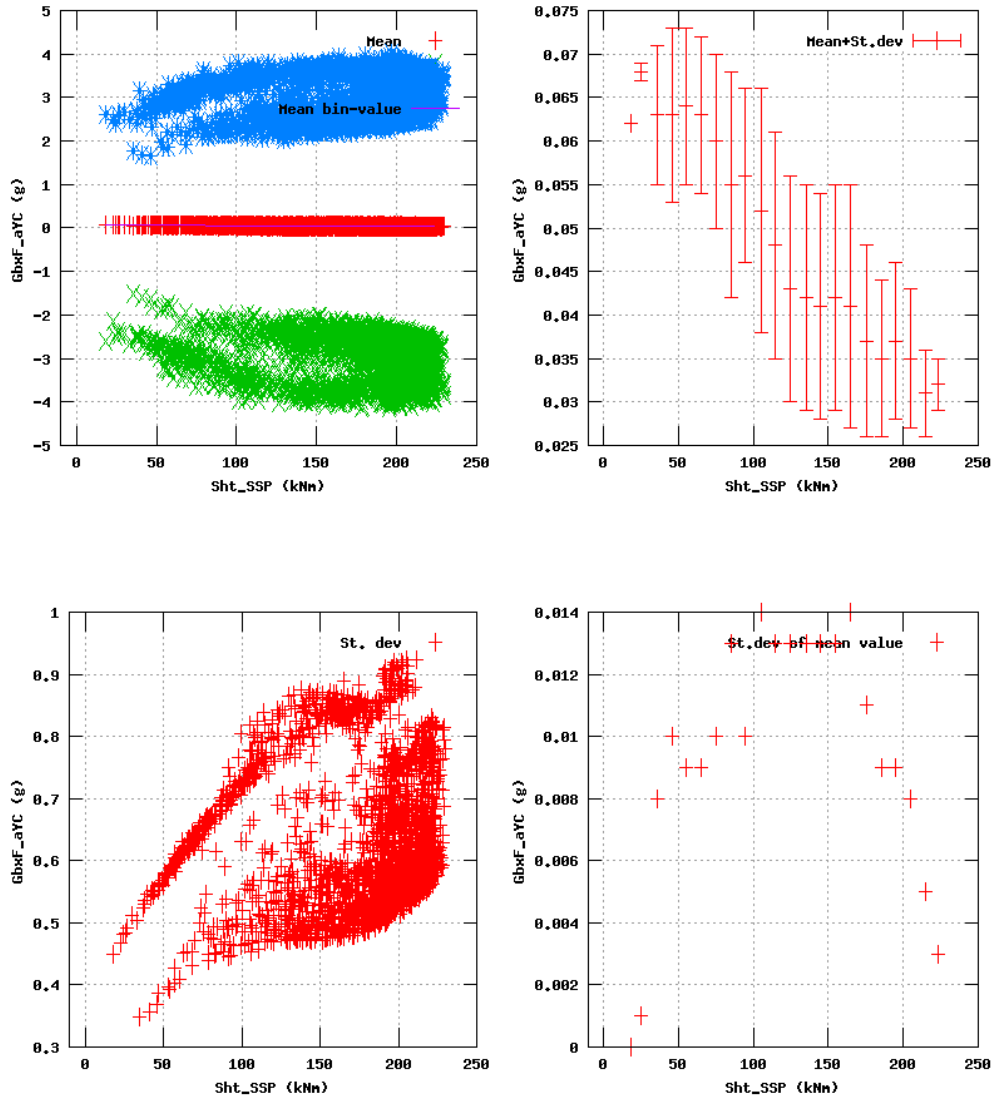 5
4
3
2
1
0
-1
-2
-3
-4
-5
GbxF_aYC (g)
Mean
Mean bin-value
0 50 100 150 200 250
Sht_SSP (kNm)
0.075
0.07
0.065
0.06
0.055
0.05
0.045
0.04
0.035
0.03
0.025
GbxF_aYC (g)
Mean+St.dev
0 50 100 150 200 250
Sht_SSP (kNm)
1
0.9
0.8
0.7
0.6
0.5
0.4
0.3
GbxF_aYC (g)
St. dev
0 50 100 150 200 250
Sht_SSP (kNm)
0.014
0.012
0.01
0.008
0.006
0.004
0.002
0
GbxF_aYC (g)
St.dev of mean value
0 50 100 150 200 250
Sht_SSP (kNm)